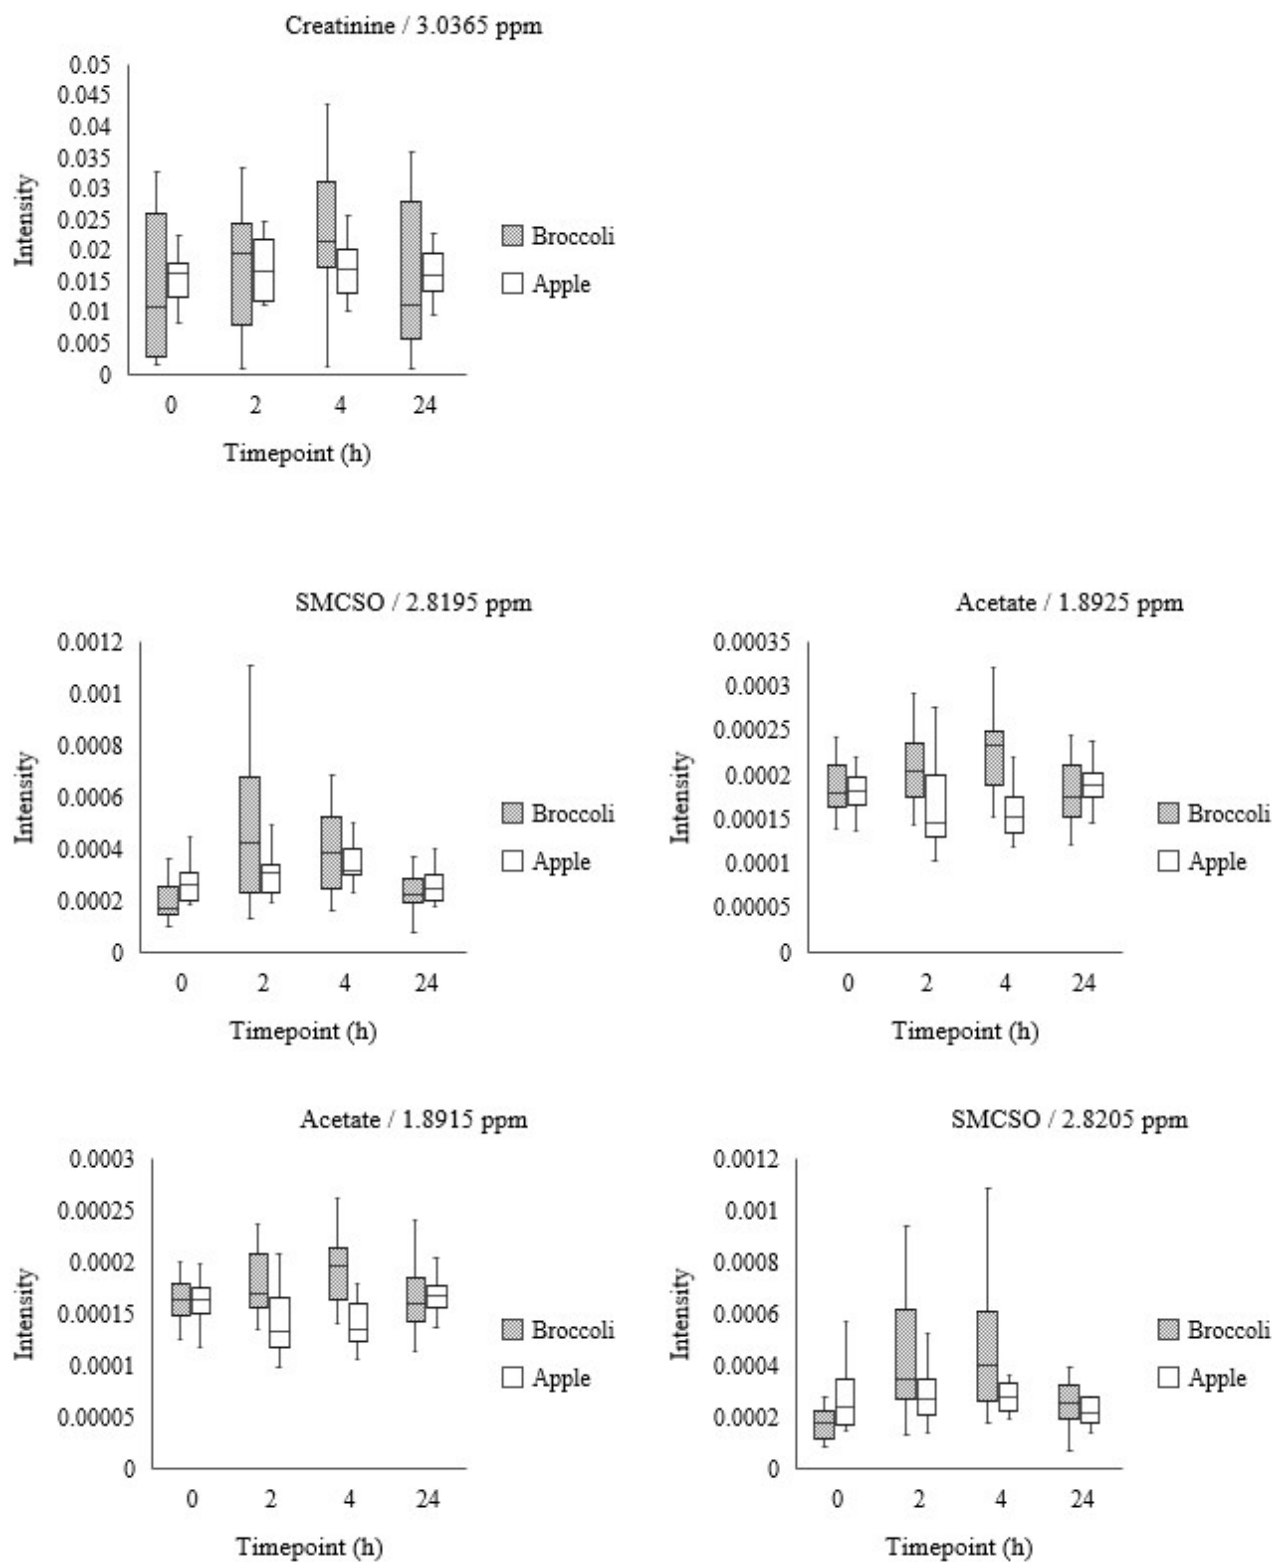 Creatinine / 3.0365 ppm
0.05
0.045
0.04
0.035
0.03
0.025
0.02
0.015
0.01
0.005
0
Intensity
0 2 4 24
Timepoint (h)
Broccoli
Apple
SMCSO / 2.8195 ppm
0.0012
0.001
0.0008
0.0006
0.0004
0.0002
0
Intensity
0 2 4 24
Timepoint (h)
Broccoli
Apple
Acetate / 1.8925 ppm
0.00035
0.0003
0.00025
0.0002
0.00015
0.0001
0.00005
0
Intensity
0 2 4 24
Timepoint (h)
Broccoli
Apple
Acetate / 1.8915 ppm
0.0003
0.00025
0.0002
0.00015
0.0001
0.00005
0
Intensity
0 2 4 24
Timepoint (h)
Broccoli
Apple
SMCSO / 2.8205 ppm
0.0012
0.001
0.0008
0.0006
0.0004
0.0002
0
Intensity
0 2 4 24
Timepoint (h)
Broccoli
Apple